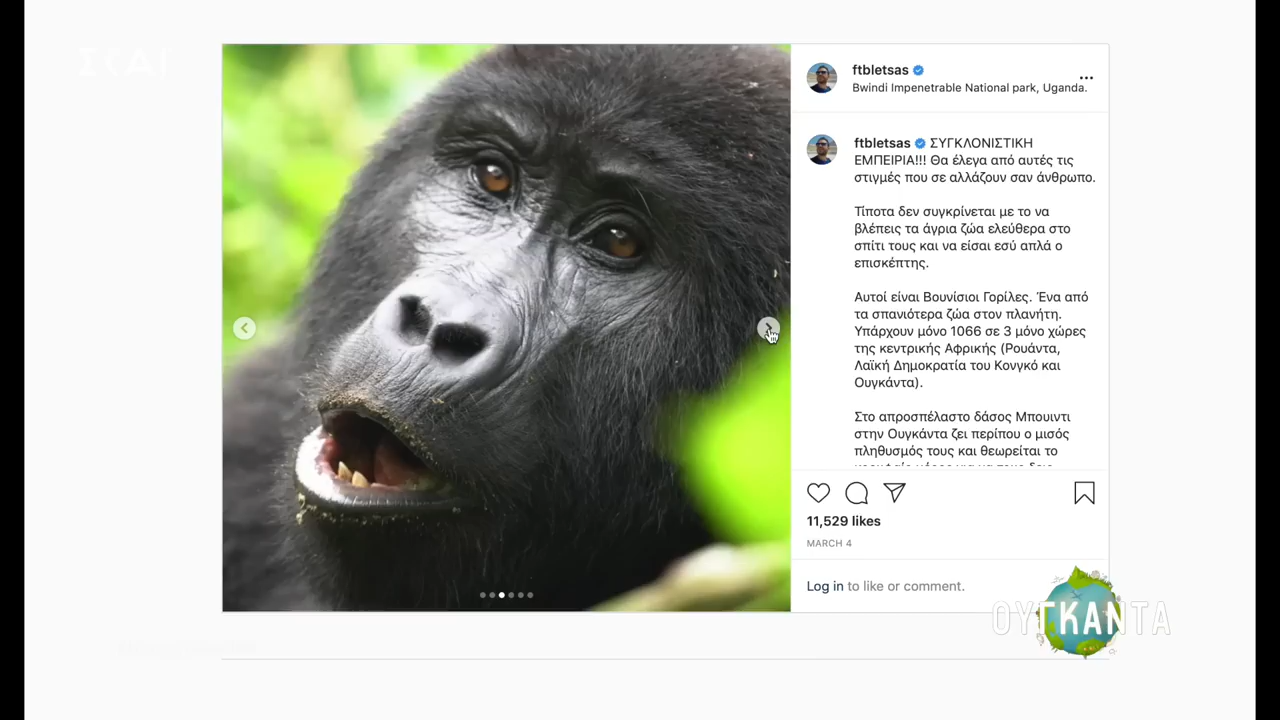 ΣΚΑΪ
ftbletsas
Bwindi Impenetrable National park, Uganda.
ftbletsas ΣΥΓΚΛΟΝΙΣΤΙΚΗ
ΕΜΠΕΙΡΙΑ!!! Θα έλεγα από αυτές τις
στιγμές που σε αλλάζουν σαν άνθρωπο.
Τίποτα δεν συγκρίνεται με το να
βλέπεις τα άγρια ζώα ελεύθερα στο
σπίτι τους και να είσαι εσύ απλά ο
επισκέπτης.
Αυτοί είναι Βουνίσιοι Γορίλες. Ένα από
τα σπανιότερα ζώα στον πλανήτη.
Υπάρχουν μόνο 1066 σε 3 μόνο χώρες
της κεντρικής Αφρικής (Ρουάντα,
Λαϊκή Δημοκρατία του Κονγκό και
Ουγκάντα).
Στο απροσπέλαστο δάσος Μπουιντι
στην Ουγκάντα ζει περίπου ο μισός
πληθυσμός τους και θεωρείται το
11,529 likes
MARCH 4
Log in to like or comment.
ΟΥΓΚΑΝΤΑ